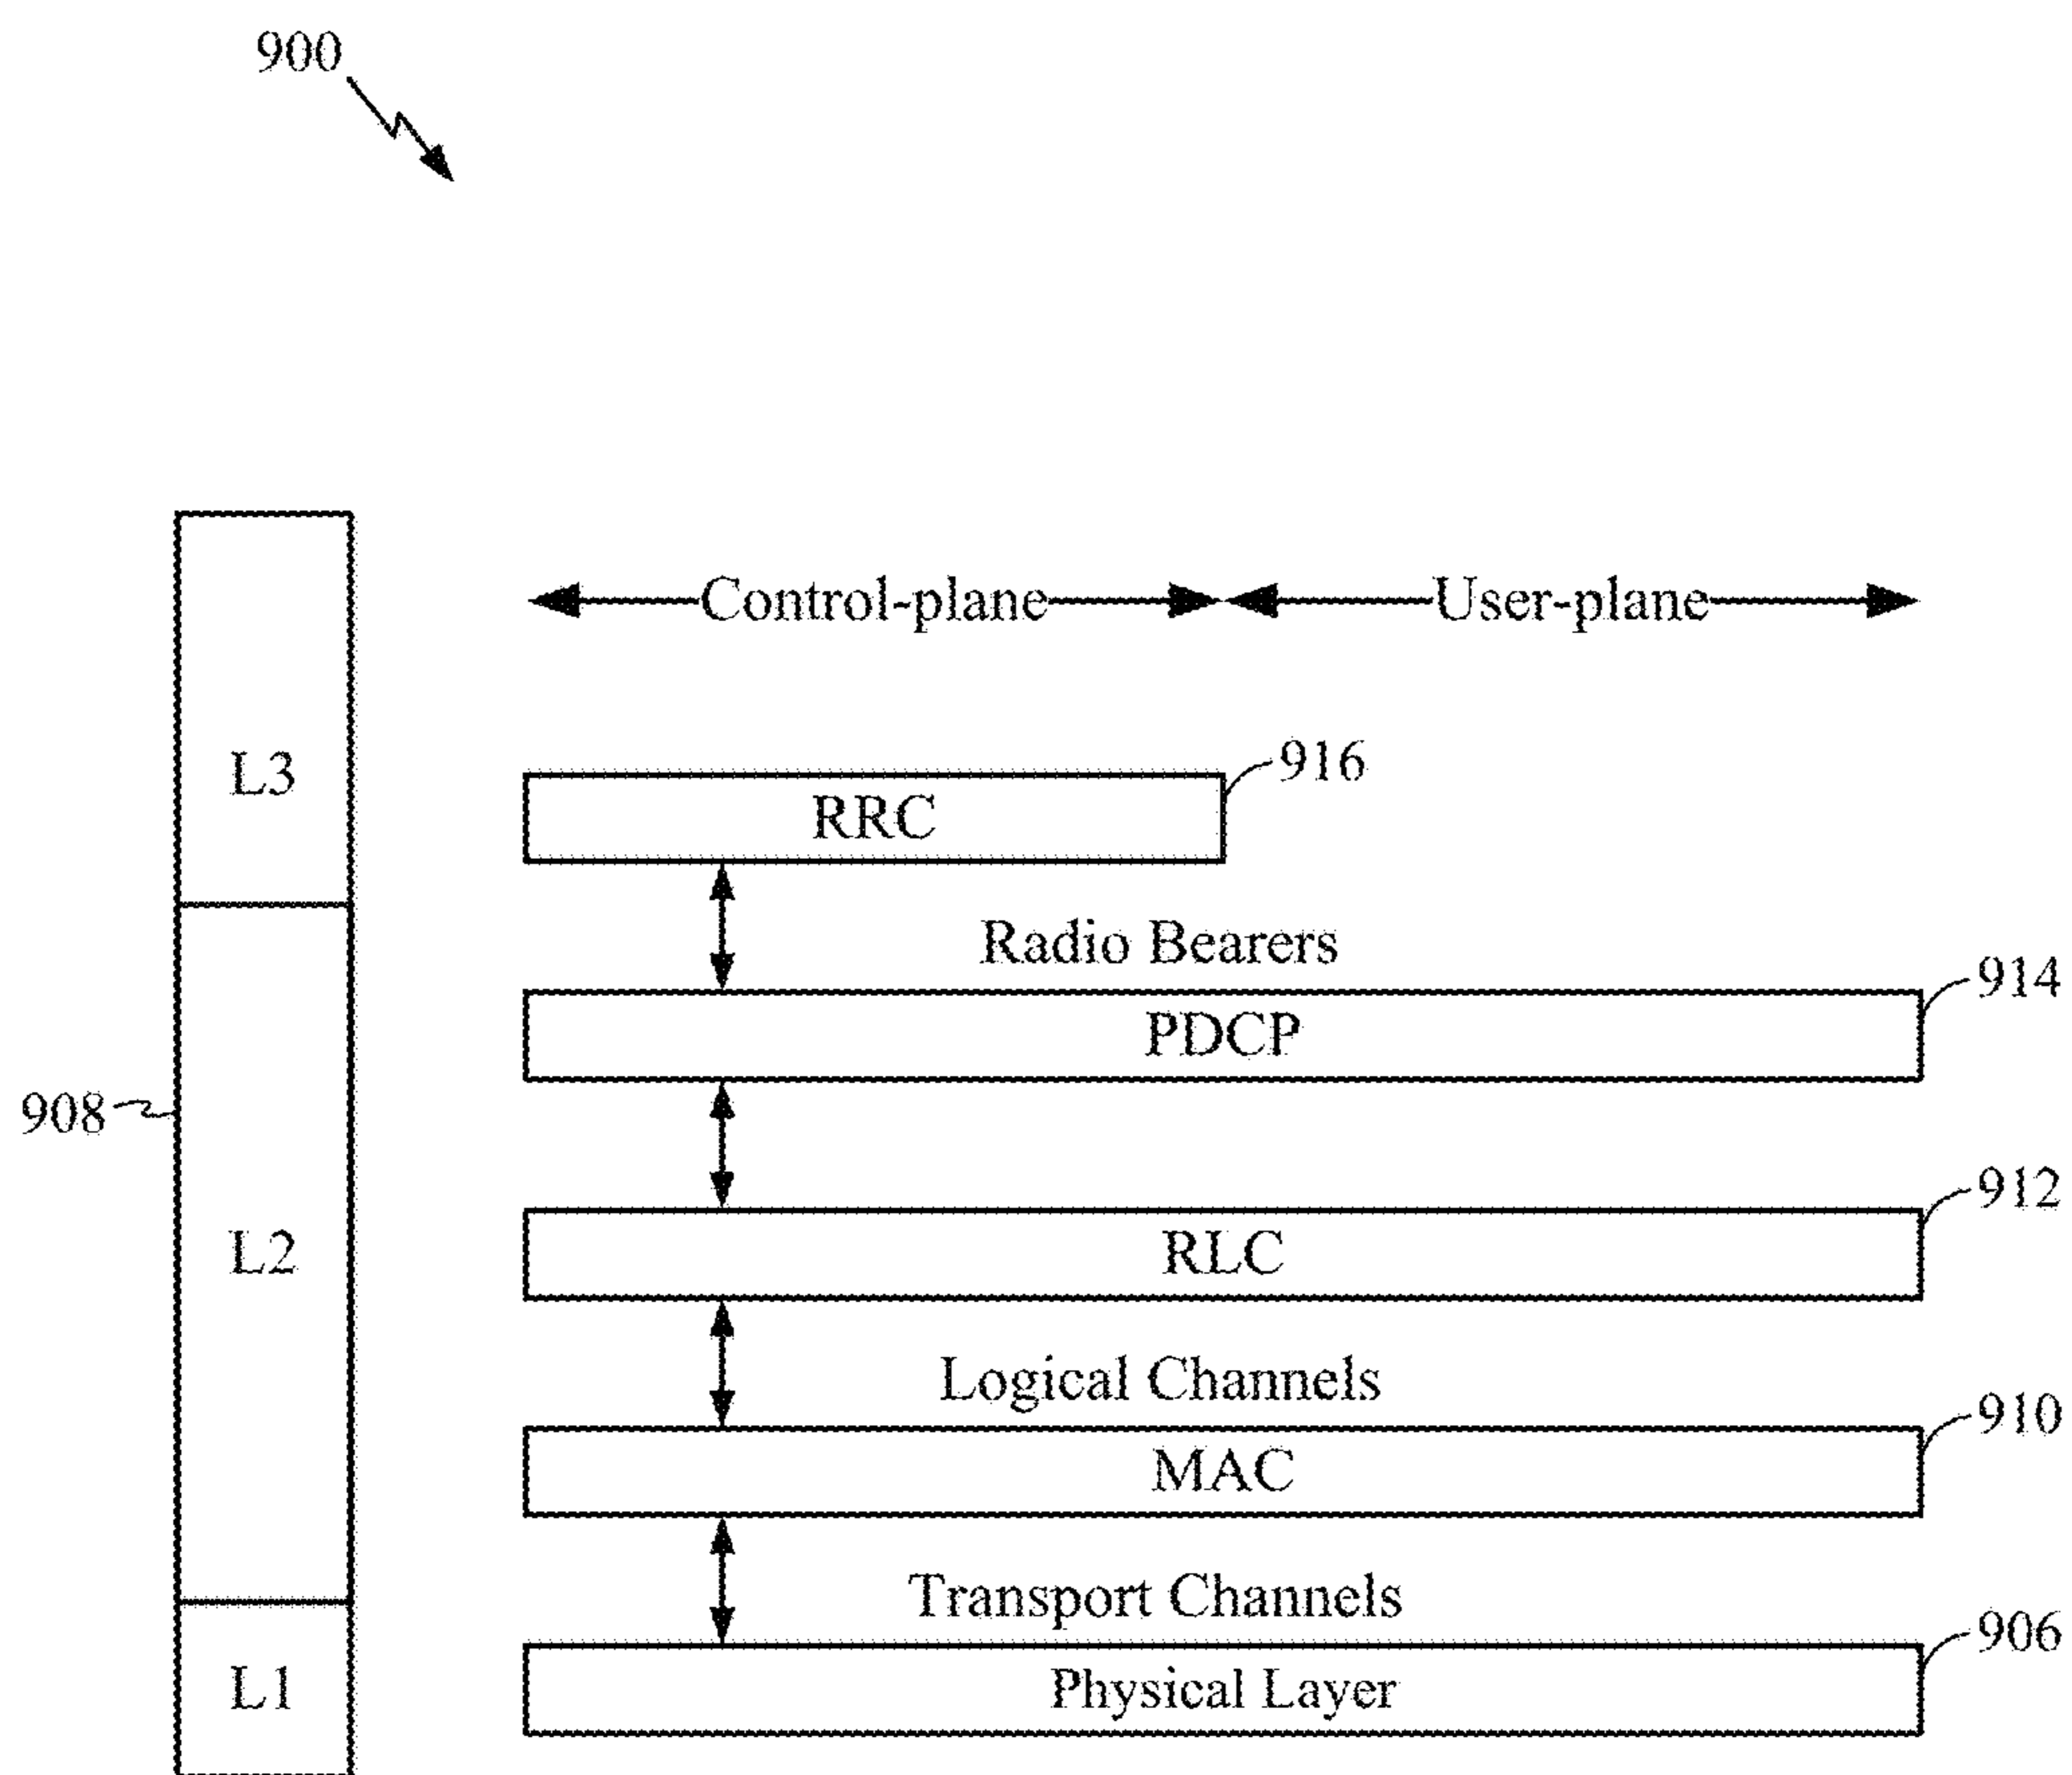 900
Control-plane User-plane
L3
916
RRC
Radio Bearers
914
PDCP
908
912
L2
RLC
Logical Channels
910
MAC
Transport Channels
906
L1
Physical Layer